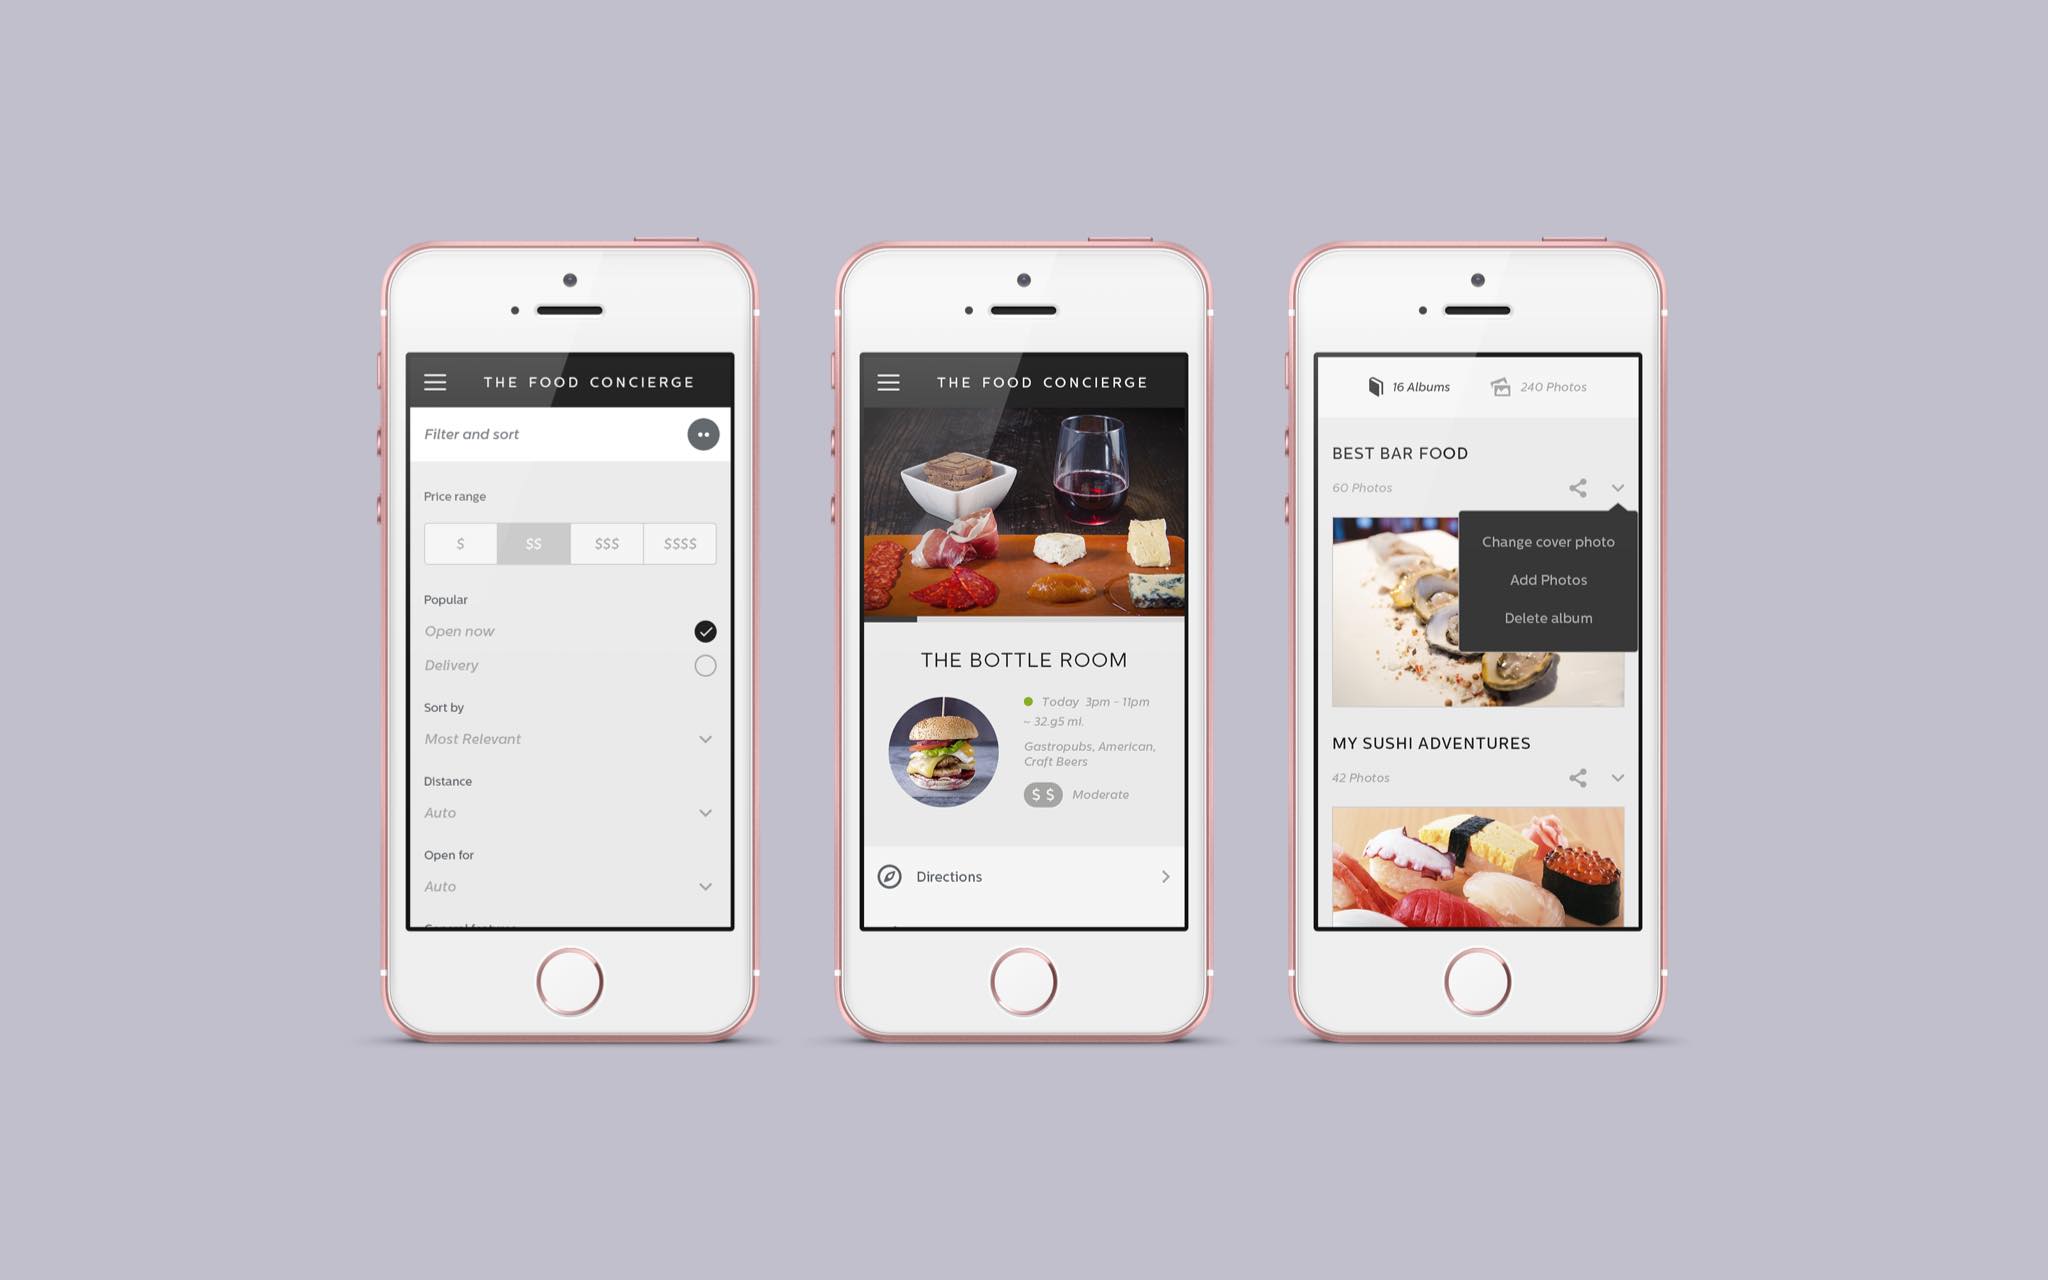 THE FOOD CONCIERGE
Filter and sort
Price range
$ $$ $$$ $$$$
Popular
Open now
Delivery
Sort by
Most Relevant
Distance
Auto
Open for
Auto
THE FOOD CONCIERGE
THE BOTTLE ROOM
Today 3pm - 11pm
~ 32.g5 mi.
Gastropubs, American,
Craft Beers
$ $ Moderate
Directions
16 Albums 240 Photos
BEST BAR FOOD
60 Photos
Change cover photo
Add Photos
Delete album
MY SUSHI ADVENTURES
42 Photos